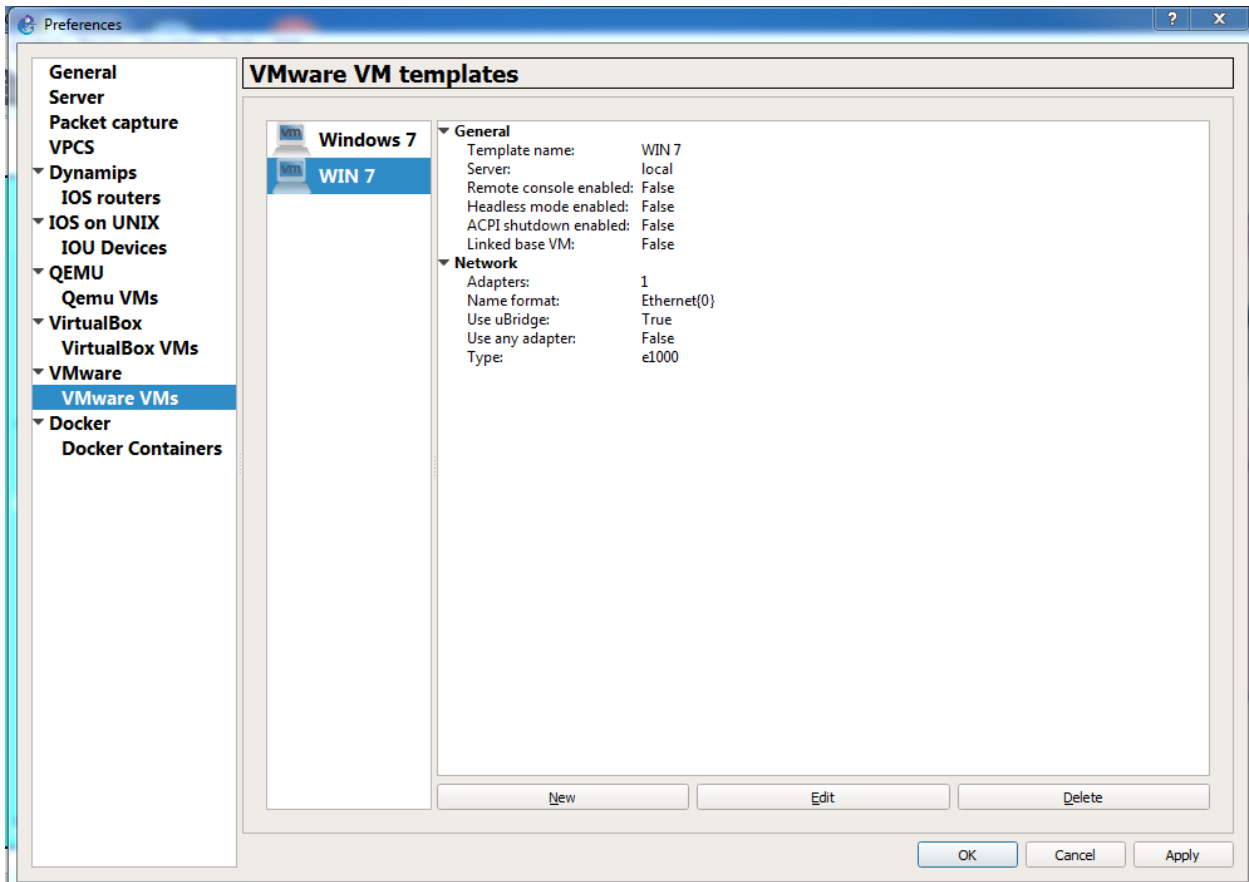 Preferences
?
X
General
Server
Packet capture
VPCS
Dynamips
IOS routers
IOS on UNIX
IOU Devices
QEMU
Qemu VMs
VirtualBox
VirtualBox VMs
VMware
VMware VMs
Docker
Docker Containers
VMware VM templates
vm Windows 7
vm WIN 7
General
Template name: WIN 7
Server: local
Remote console enabled: False
Headless mode enabled: False
ACPI shutdown enabled: False
Linked base VM: False
Network
Adapters: 1
Name format: Ethernet{0}
Use uBridge: True
Use any adapter: False
Type: e1000
New Edit Delete
OK Cancel Apply